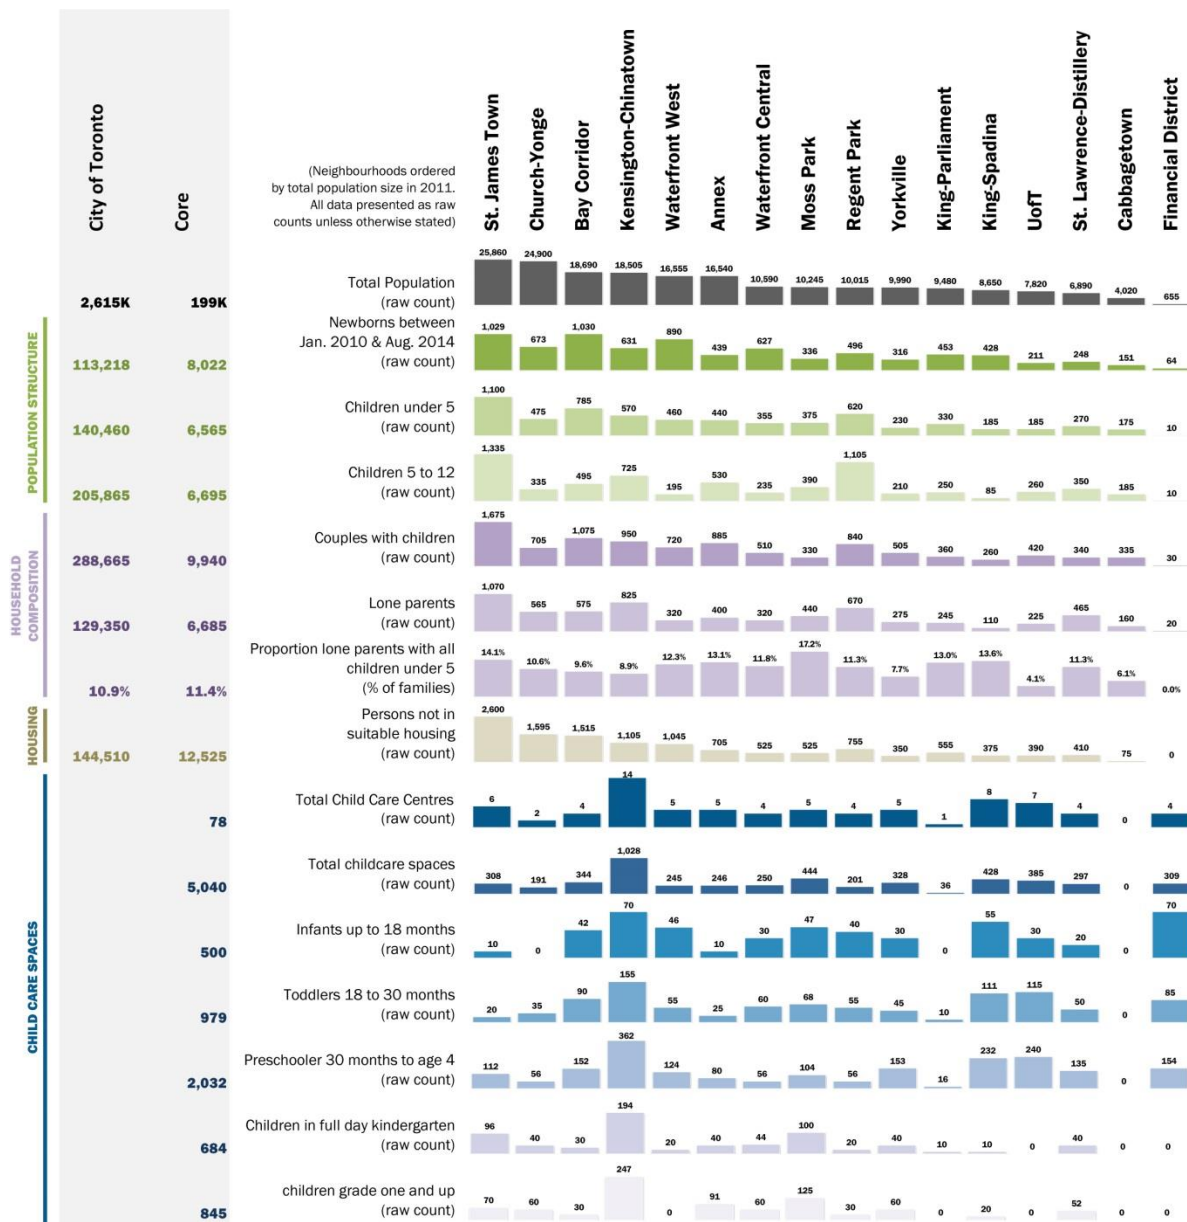 City of Toronto
Core
(Neighbourhoods ordered
by total population size in 2011.
All data presented as raw
counts unless otherwise stated)
St. James Town
Church-Yonge
Bay Corridor
Kensington-Chinatown
Waterfront West
Annex
Waterfront Central
Moss Park
Regent Park
Yorkville
King-Parliament
King-Spadina
UofT
St. Lawrence-Distillery
Cabbagetown
Financial District
2,615K 199K
Total Population
(raw count)
25,860 24,900 18,690 18,505 16,555 16,540 10,590 10,245 10,015 9,990 9,480 8,650 7,820 6,890 4,020 655
POPULATION STRUCTURE
113,218 8,022
Newborns between
Jan. 2010 & Aug. 2014
(raw count)
1,029 673 1,030 631 890 439 627 336 496 316 453 428 211 248 151 64
140,460 6,565
Children under 5
(raw count)
1,100 475 785 570 460 440 355 375 620 230 330 185 185 270 175 10
205,865 6,695
Children 5 to 12
(raw count)
1,335 335 495 725 195 530 235 390 1,105 210 250 85 260 350 185 10
HOUSEHOLD
COMPOSITION
288,665 9,940
Couples with children
(raw count)
1,675 705 1,075 950 720 885 510 330 840 505 360 260 420 340 335 30
129,350 6,685
Lone parents
(raw count)
1,070 565 575 825 320 400 320 440 670 275 245 110 225 465 160 20
10.9% 11.4%
Proportion lone parents with all
children under 5
(% of families)
14.1% 10.6% 9.6% 8.9% 12.3% 13.1% 11.8% 17.2% 11.3% 7.7% 13.0% 13.6% 4.1% 11.3% 6.1% 0.0%
HOUSING
144,510 12,525
Persons not in
suitable housing
(raw count)
2,600 1,595 1,515 1,105 1,045 705 525 525 755 350 555 375 390 410 75 0
CHILD CARE SPACES
78
Total Child Care Centres
(raw count)
6 2 4 14 5 5 4 5 4 5 1 8 7 4 0 4
5,040
Total childcare spaces
(raw count)
308 191 344 1,028 245 246 250 444 201 328 36 428 385 297 0 309
500
Infants up to 18 months
(raw count)
10 0 42 70 46 10 30 47 40 30 0 55 30 20 0 70
979
Toddlers 18 to 30 months
(raw count)
20 35 90 155 55 25 60 68 55 45 10 111 115 50 0 85
2,032
Preschooler 30 months to age 4
(raw count)
112 56 152 362 124 80 56 104 56 153 16 232 240 135 0 154
684
Children in full day kindergarten
(raw count)
96 40 30 194 20 40 44 100 20 40 10 10 0 40 0 0
845
children grade one and up
(raw count)
70 60 30 247 0 91 60 125 30 60 0 20 0 52 0 0